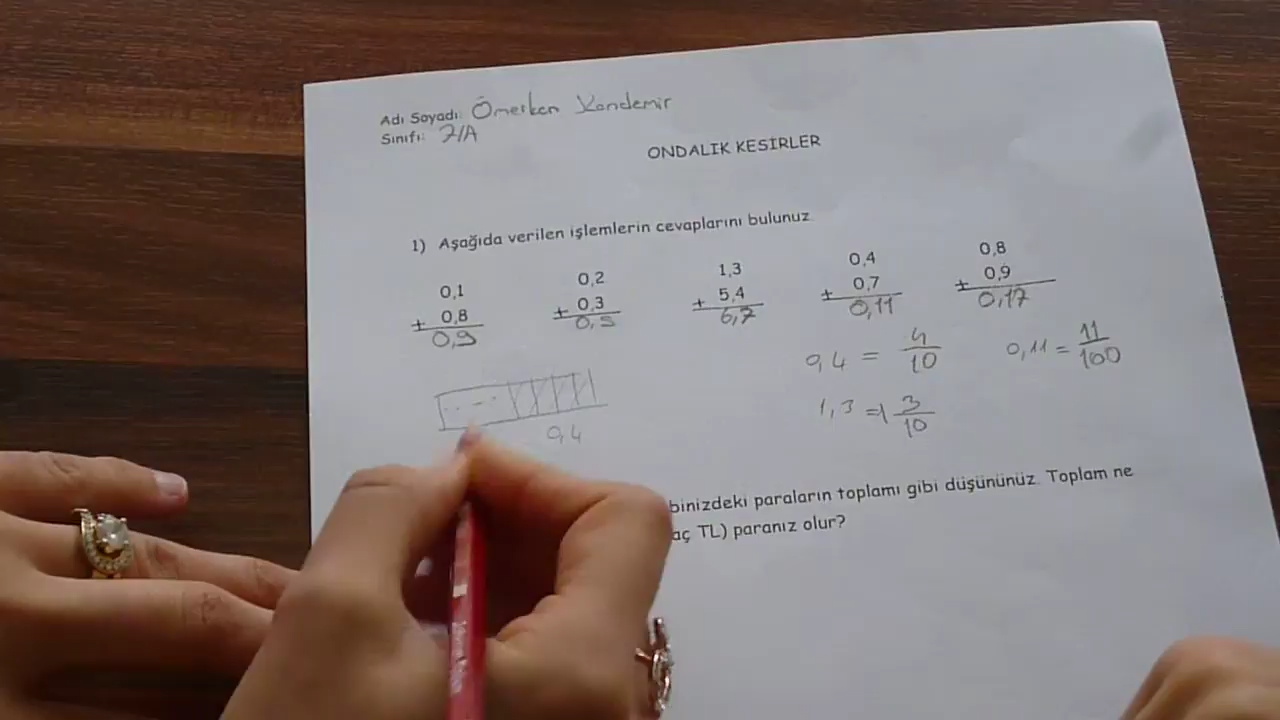 Adı Soyadı: Ömerkan Kandemir
Sınıfı: 7/A
ONDALIK KESİRLER
1) Aşağıda verilen işlemlerin cevaplarını bulunuz.
0,1 0,2 1,3 0,4 0,8
+ 0,8 + 0,3 + 5,4 + 0,7 + 0,9
0,9 0,5 6,7 0,11 0,17
0,4 = 4/10 0,11 = 11/100
1,3 = 1 3/10
0,4
binizdeki paraların toplamı gibi düşününüz. Toplam ne
aç TL) paranız olur?